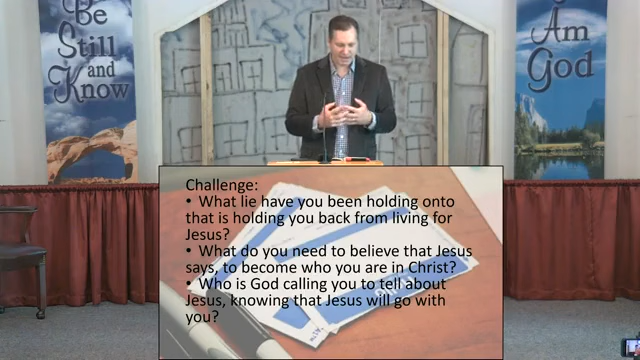 Be
Still
and
Know
I
Am
God
Challenge:
• What lie have you been holding onto
that is holding you back from living for
Jesus?
• What do you need to believe that Jesus
says, to become who you are in Christ?
• Who is God calling you to tell about
Jesus, knowing that Jesus will go with
you?